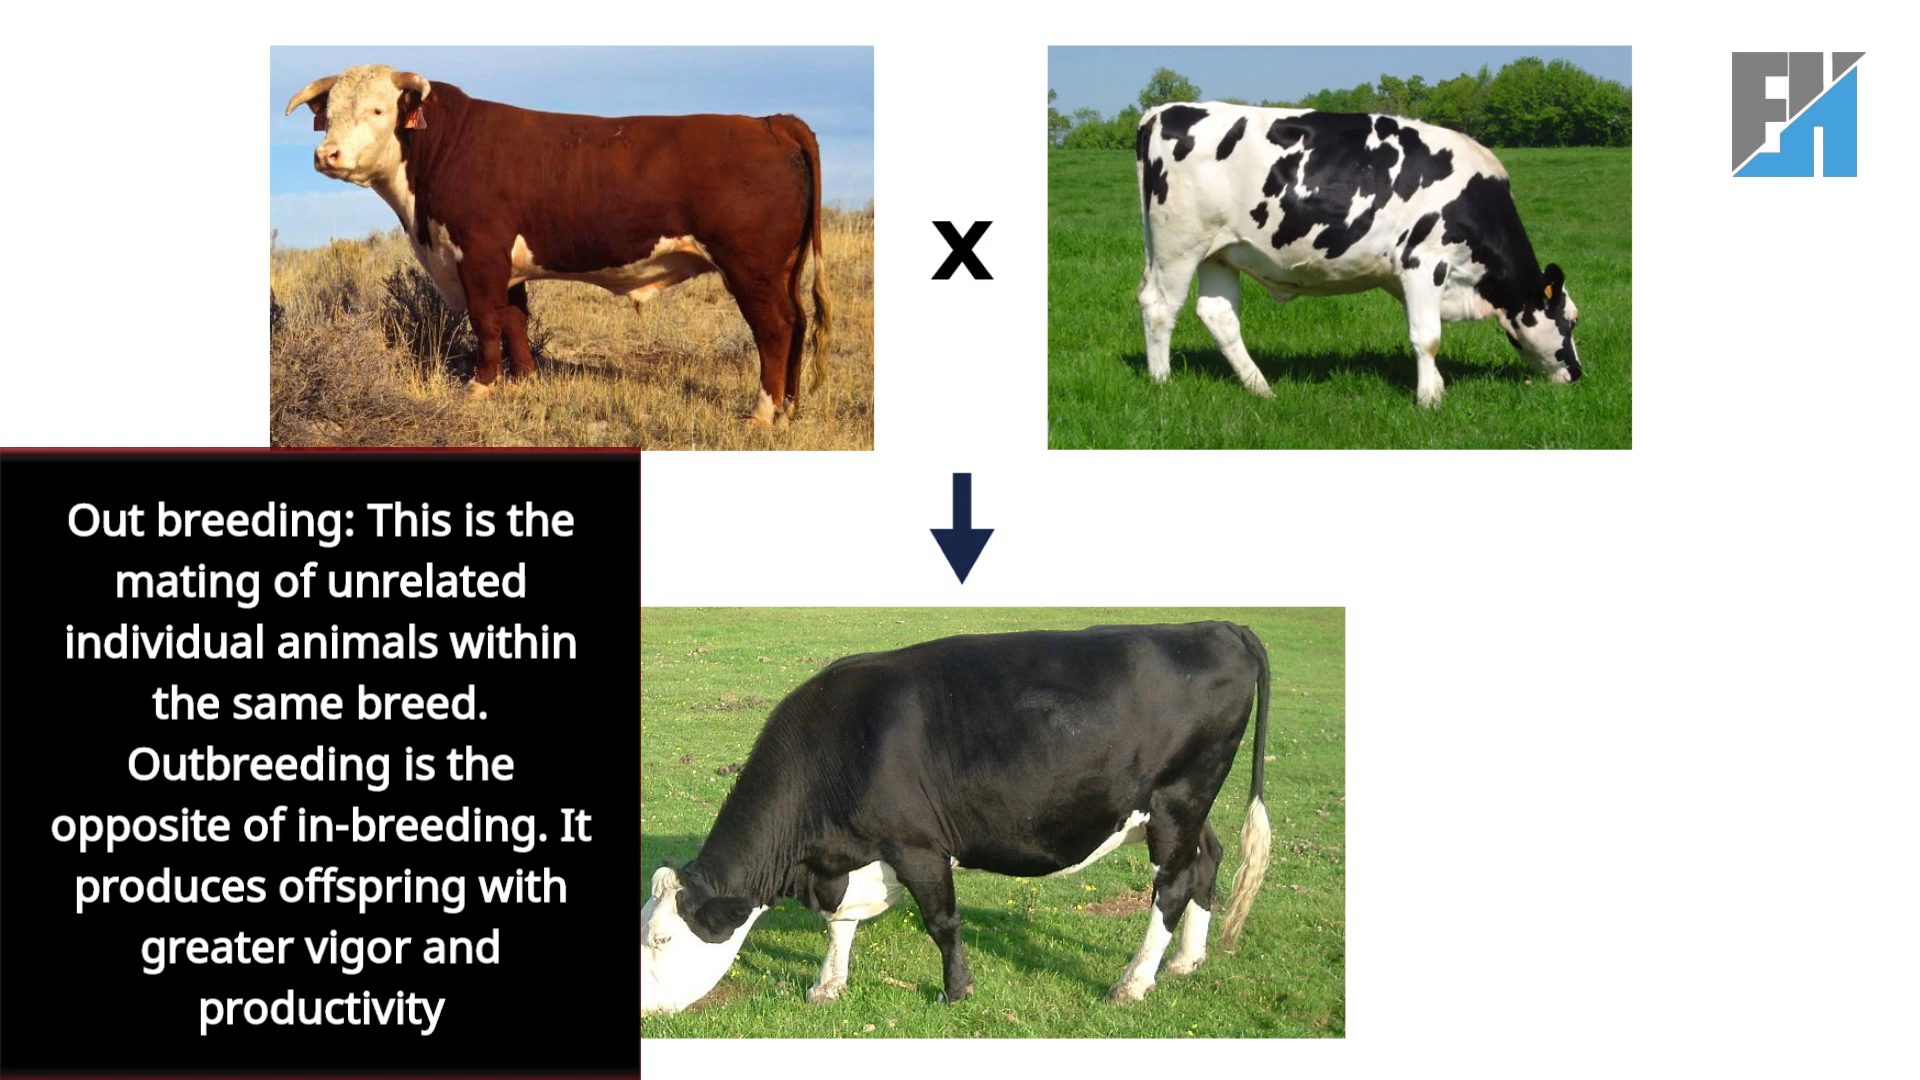 X
Out breeding: This is the
mating of unrelated
individual animals within
the same breed.
Outbreeding is the
opposite of in-breeding. It
produces offspring with
greater vigor and
productivity